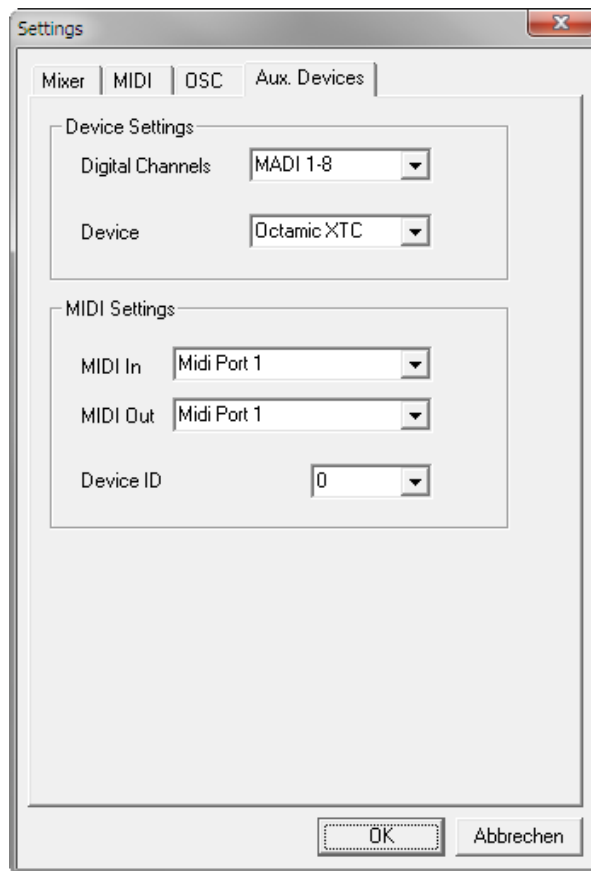 Settings
Mixer MIDI OSC Aux. Devices
Device Settings
Digital Channels MADI 1-8
Device Octamic XTC
MIDI Settings
MIDI In Midi Port 1
MIDI Out Midi Port 1
Device ID 0
OK Abbrechen